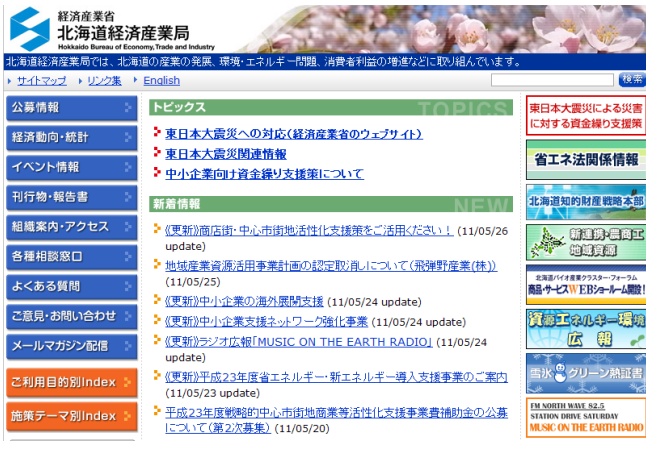 経済産業省
北海道経済産業局
Hokkaido Bureau of Economy, Trade and Industry
北海道経済産業局では、北海道の産業の発展、環境・エネルギー問題、消費者利益の増進などに取り組んでいます。
サイトマップ リンク集 English 検索
公募情報
経済動向・統計
イベント情報
刊行物・報告書
組織案内・アクセス
各種相談窓口
よくある質問
ご意見・お問い合わせ
メールマガジン配信
ご利用目的別Index
施策テーマ別Index
トピックス TOPICS
東日本大震災への対応(経済産業省のウェブサイト)
東日本大震災関連情報
中小企業向け資金繰り支援策について
新着情報 NEW
《更新》商店街・中心市街地活性化支援策をご活用ください！ (11/05/26
update)
地域産業資源活用事業計画の認定取消しについて(飛弾野産業(株))
(11/05/25)
《更新》中小企業の海外展開支援 (11/05/24 update)
《更新》中小企業支援ネットワーク強化事業 (11/05/24 update)
《更新》ラジオ広報「MUSIC ON THE EARTH RADIO」 (11/05/24
update)
《更新》平成23年度省エネルギー・新エネルギー導入支援事業のご案内
(11/05/23 update)
平成23年度戦略的中心市街地商業等活性化支援事業費補助金の公募
について(第2次募集) (11/05/20)
東日本大震災による災害
に対する資金繰り支援策
省エネ法関係情報
北海道知的財産戦略本部
新連携・農商工
地域資源
北海道バイオ産業クラスター・フォーラム
商品・サービスWEBショールーム開設!
資源エネルギー環境
広報
雪氷グリーン熱証書
FM NORTH WAVE 82.5
STATION DRIVE SATURDAY
MUSIC ON THE EARTH RADIO